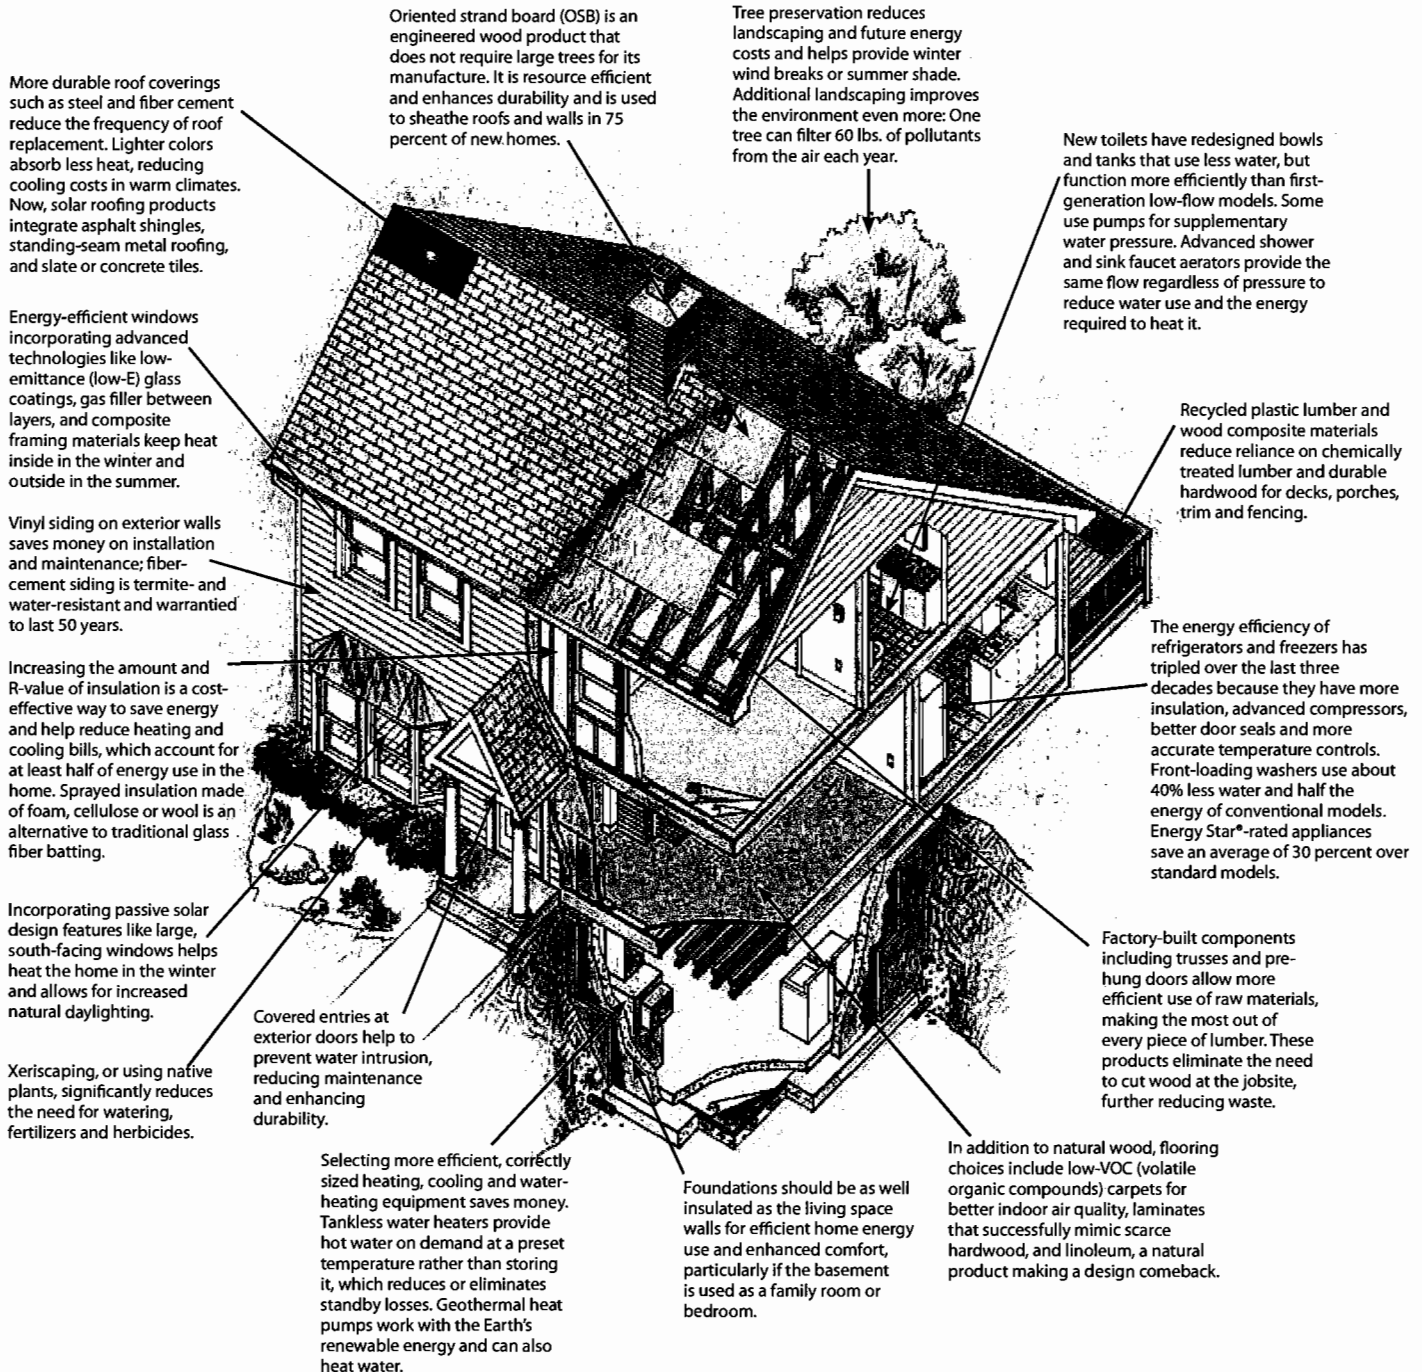 Oriented strand board (OSB) is an
engineered wood product that
does not require large trees for its
manufacture. It is resource efficient
and enhances durability and is used
to sheathe roofs and walls in 75
percent of new homes.
Tree preservation reduces
landscaping and future energy
costs and helps provide winter
wind breaks or summer shade.
Additional landscaping improves
the environment even more: One
tree can filter 60 lbs. of pollutants
from the air each year.
More durable roof coverings
such as steel and fiber cement
reduce the frequency of roof
replacement. Lighter colors
absorb less heat, reducing
cooling costs in warm climates.
Now, solar roofing products
integrate asphalt shingles,
standing-seam metal roofing,
and slate or concrete tiles.
New toilets have redesigned bowls
and tanks that use less water, but
function more efficiently than first-
generation low-flow models. Some
use pumps for supplementary
water pressure. Advanced shower
and sink faucet aerators provide the
same flow regardless of pressure to
reduce water use and the energy
required to heat it.
Energy-efficient windows
incorporating advanced
technologies like low-
emittance (low-E) glass
coatings, gas filler between
layers, and composite
framing materials keep heat
inside in the winter and
outside in the summer.
Recycled plastic lumber and
wood composite materials
reduce reliance on chemically
treated lumber and durable
hardwood for decks, porches,
trim and fencing.
Vinyl siding on exterior walls
saves money on installation
and maintenance; fiber-
cement siding is termite- and
water-resistant and warrantied
to last 50 years.
The energy efficiency of
refrigerators and freezers has
tripled over the last three
decades because they have more
insulation, advanced compressors,
better door seals and more
accurate temperature controls.
Front-loading washers use about
40% less water and half the
energy of conventional models.
Energy Star®-rated appliances
save an average of 30 percent over
standard models.
Increasing the amount and
R-value of insulation is a cost-
effective way to save energy
and help reduce heating and
cooling bills, which account for
at least half of energy use in the
home. Sprayed insulation made
of foam, cellulose or wool is an
alternative to traditional glass
fiber batting.
Incorporating passive solar
design features like large,
south-facing windows helps
heat the home in the winter
and allows for increased
natural daylighting.
Factory-built components
including trusses and pre-
hung doors allow more
efficient use of raw materials,
making the most out of
every piece of lumber. These
products eliminate the need
to cut wood at the jobsite,
further reducing waste.
Covered entries at
exterior doors help to
prevent water intrusion,
reducing maintenance
and enhancing
durability.
Xeriscaping, or using native
plants, significantly reduces
the need for watering,
fertilizers and herbicides.
Selecting more efficient, correctly
sized heating, cooling and water-
heating equipment saves money.
Tankless water heaters provide
hot water on demand at a preset
temperature rather than storing
it, which reduces or eliminates
standby losses. Geothermal heat
pumps work with the Earth's
renewable energy and can also
heat water.
Foundations should be as well
insulated as the living space
walls for efficient home energy
use and enhanced comfort,
particularly if the basement
is used as a family room or
bedroom.
In addition to natural wood, flooring
choices include low-VOC (volatile
organic compounds) carpets for
better indoor air quality, laminates
that successfully mimic scarce
hardwood, and linoleum, a natural
product making a design comeback.